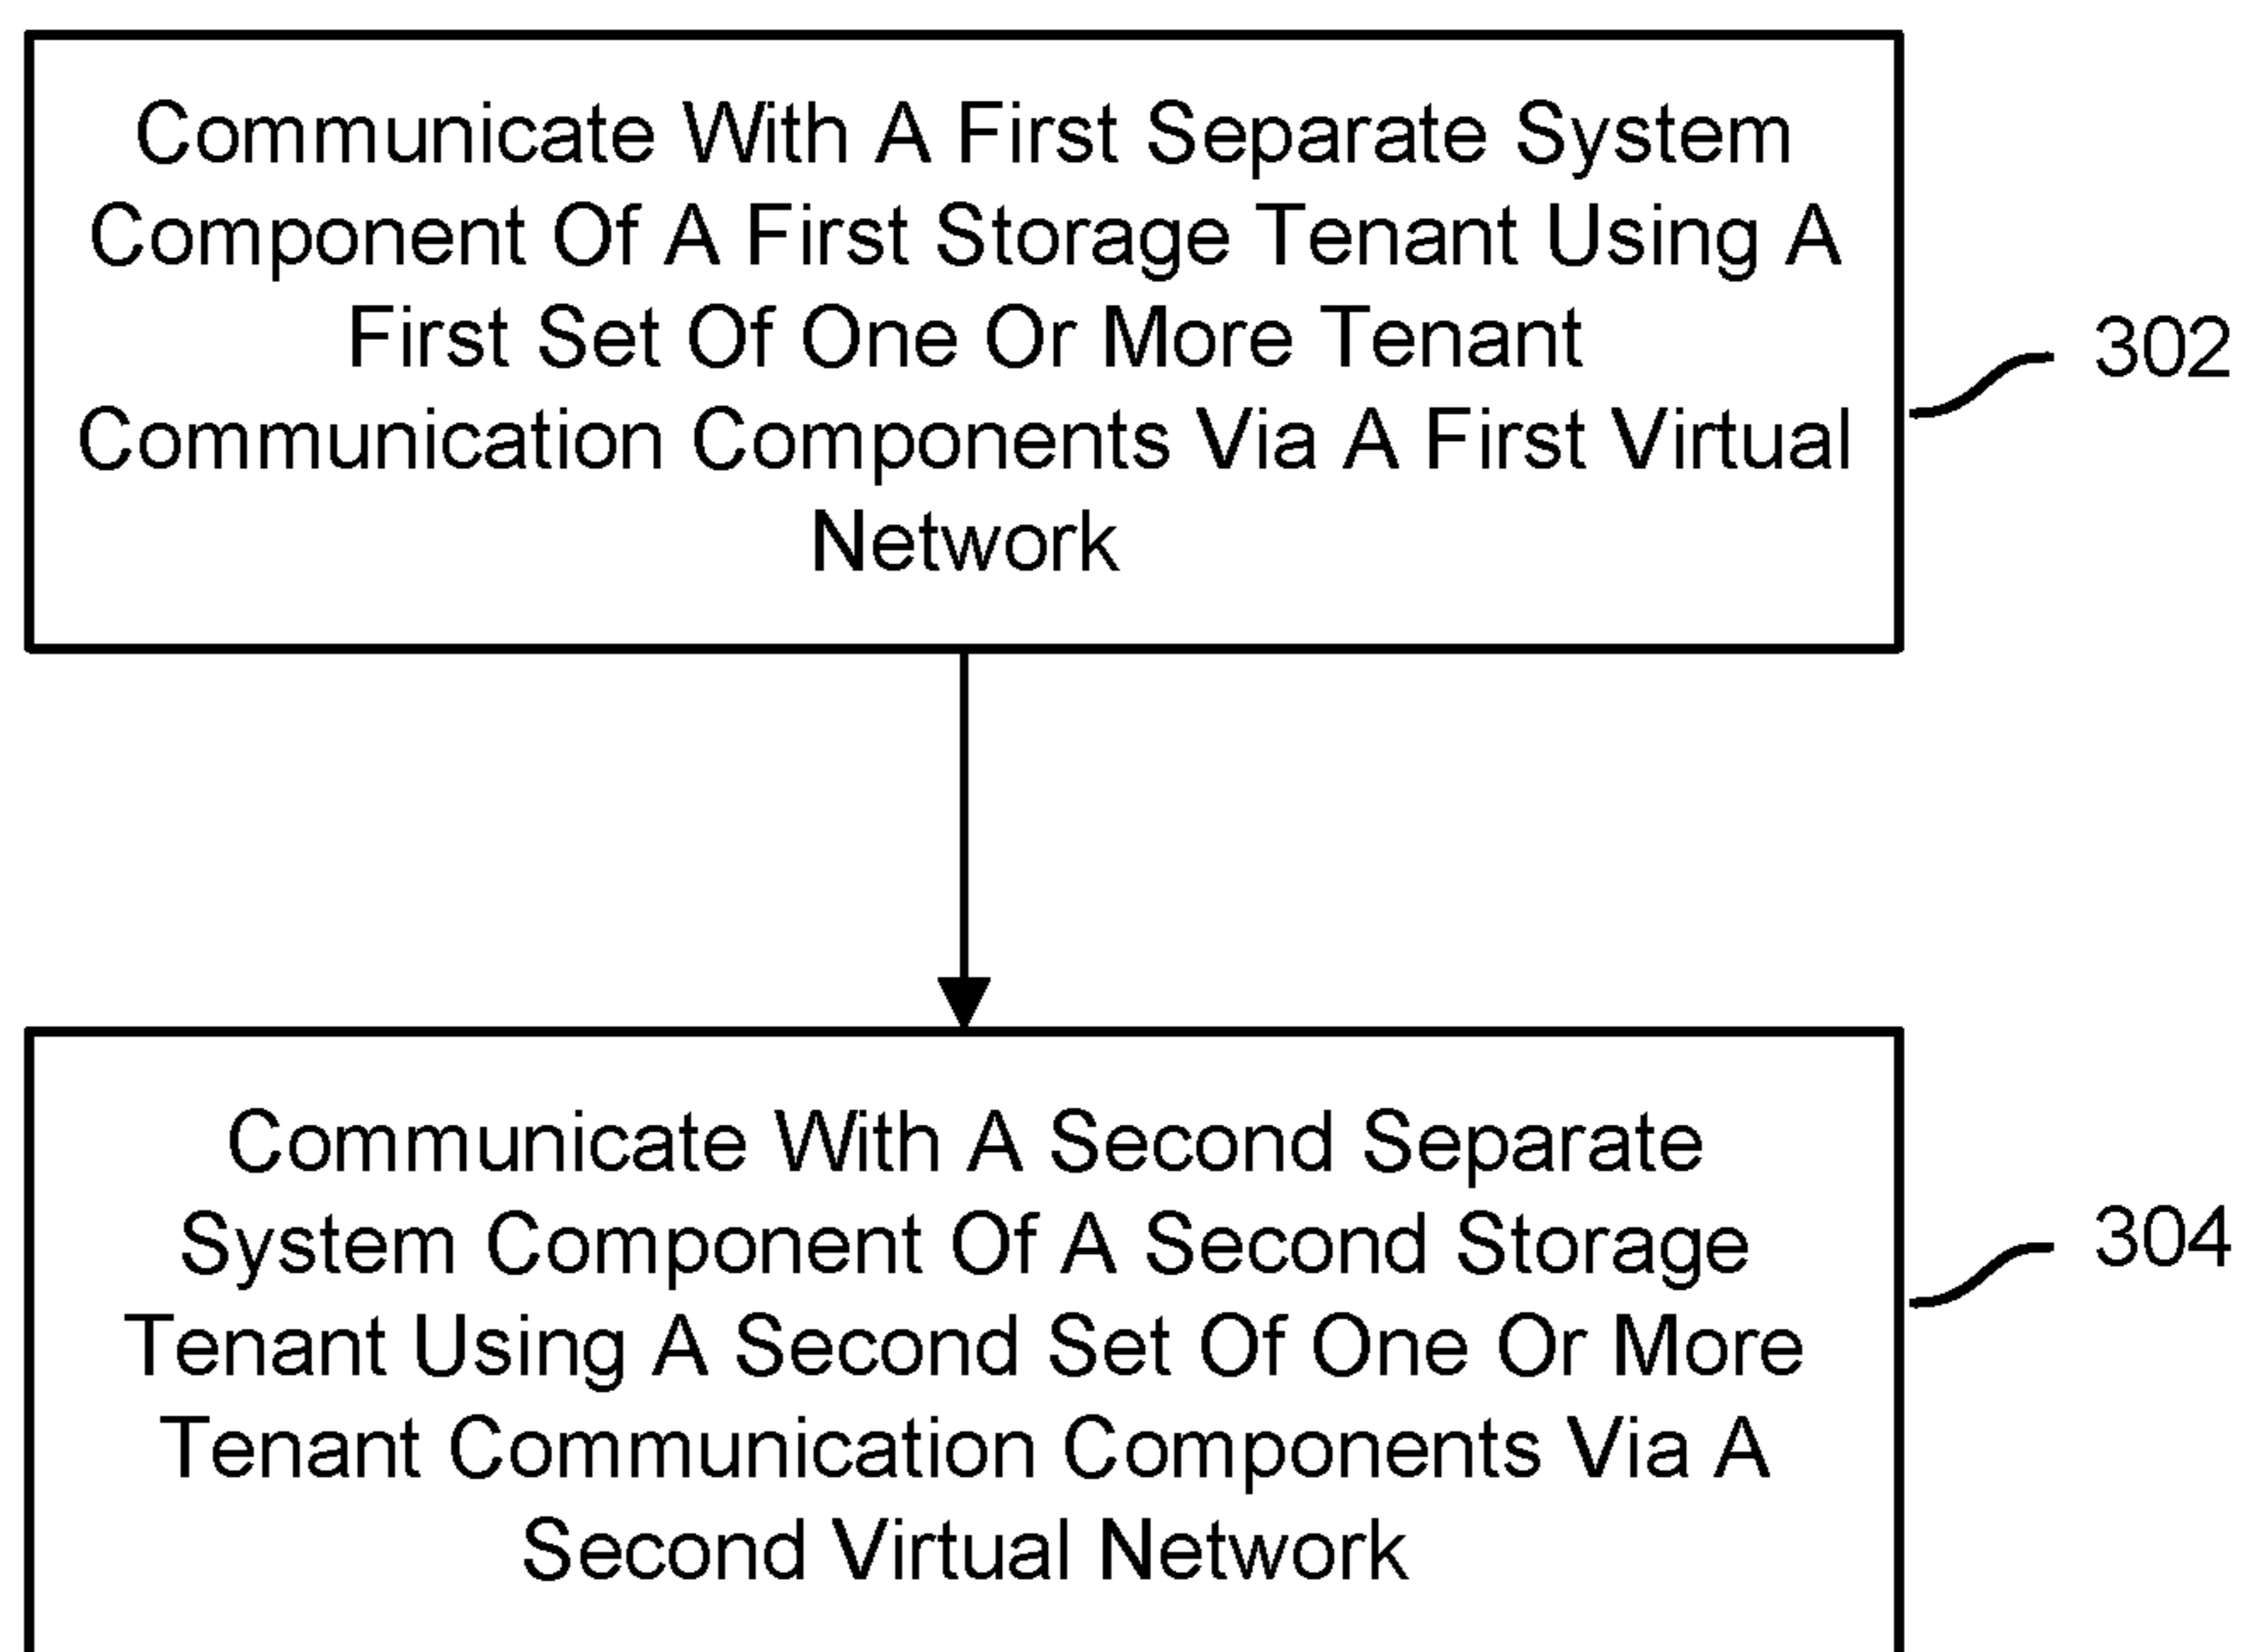 Communicate With A First Separate System
Component Of A First Storage Tenant Using A
First Set Of One Or More Tenant
Communication Components Via A First Virtual
Network
302
Communicate With A Second Separate
System Component Of A Second Storage
Tenant Using A Second Set Of One Or More
Tenant Communication Components Via A
Second Virtual Network
304